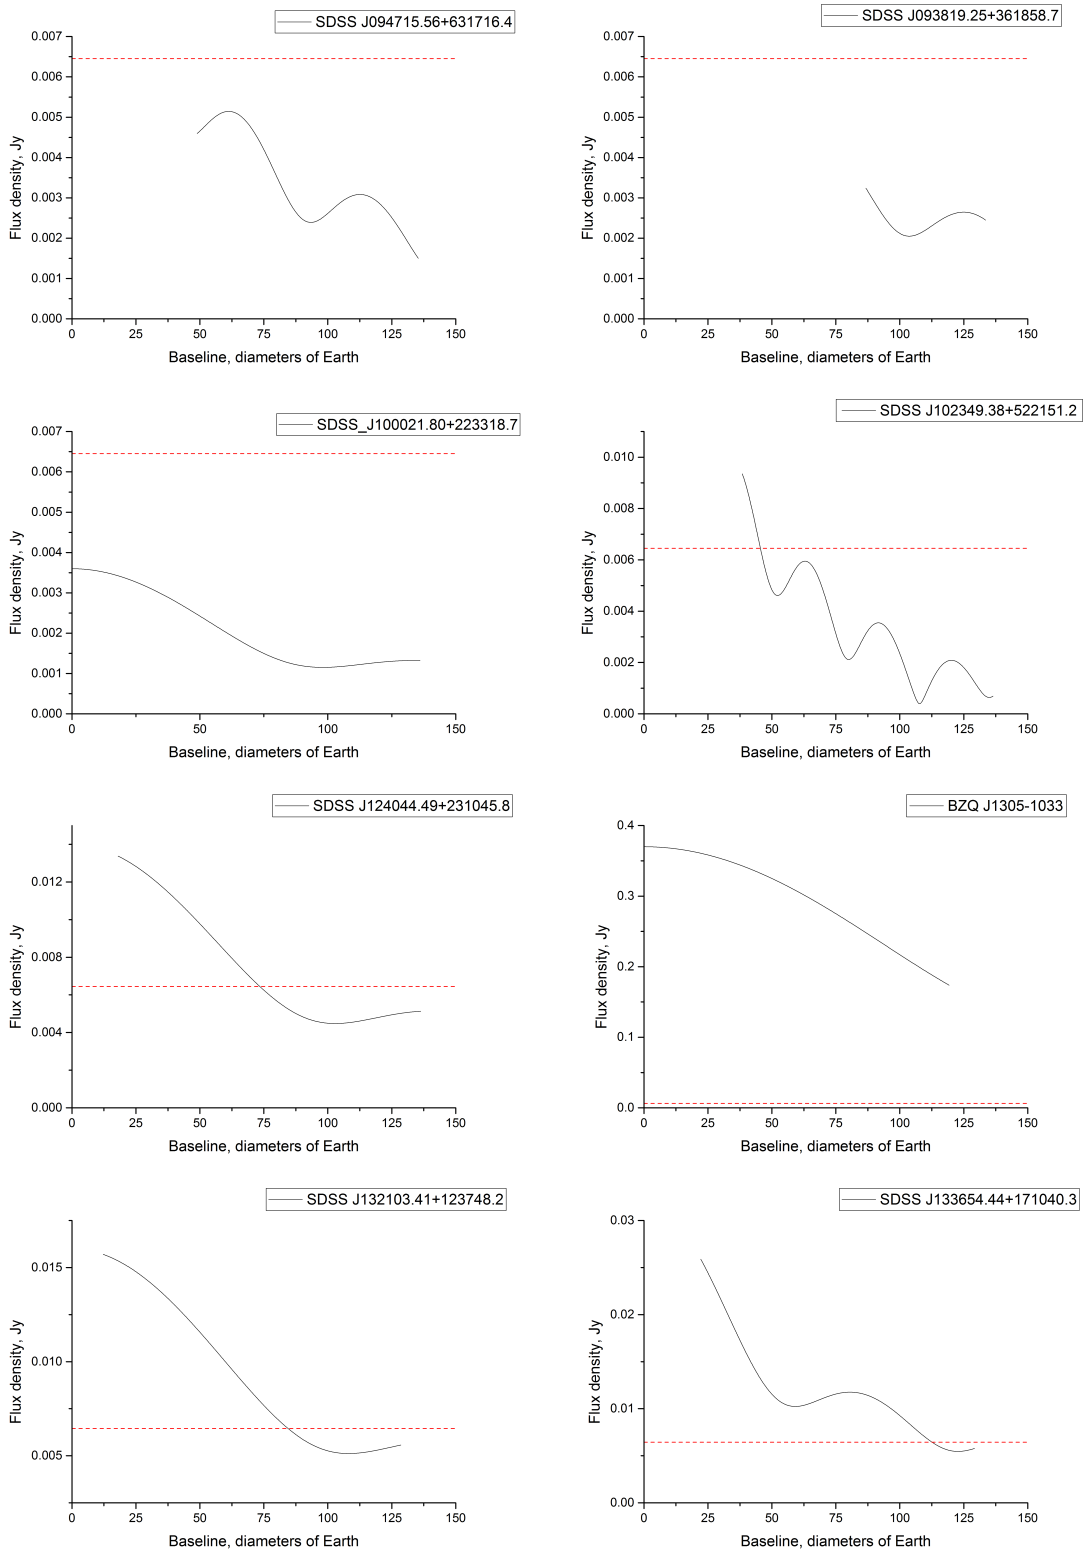 SDSS J094715.56+631716.4
0.007
0.006
0.005
0.004
0.003
0.002
0.001
0.000
Flux density, Jy
0 25 50 75 100 125 150
Baseline, diameters of Earth
SDSS J093819.25+361858.7
0.007
0.006
0.005
0.004
0.003
0.002
0.001
0.000
Flux density, Jy
0 25 50 75 100 125 150
Baseline, diameters of Earth
SDSS_J100021.80+223318.7
0.007
0.006
0.005
0.004
0.003
0.002
0.001
0.000
Flux density, Jy
0 50 100 150
Baseline, diameters of Earth
SDSS J102349.38+522151.2
0.010
0.008
0.006
0.004
0.002
0.000
Flux density, Jy
0 25 50 75 100 125 150
Baseline, diameters of Earth
SDSS J124044.49+231045.8
0.012
0.008
0.004
0.000
Flux density, Jy
0 25 50 75 100 125 150
Baseline, diameters of Earth
BZQ J1305-1033
0.4
0.3
0.2
0.1
0.0
Flux density, Jy
0 25 50 75 100 125 150
Baseline, diameters of Earth
SDSS J132103.41+123748.2
0.015
0.010
0.005
Flux density, Jy
0 25 50 75 100 125 150
Baseline, diameters of Earth
SDSS J133654.44+171040.3
0.03
0.02
0.01
0.00
Flux density, Jy
0 25 50 75 100 125 150
Baseline, diameters of Earth